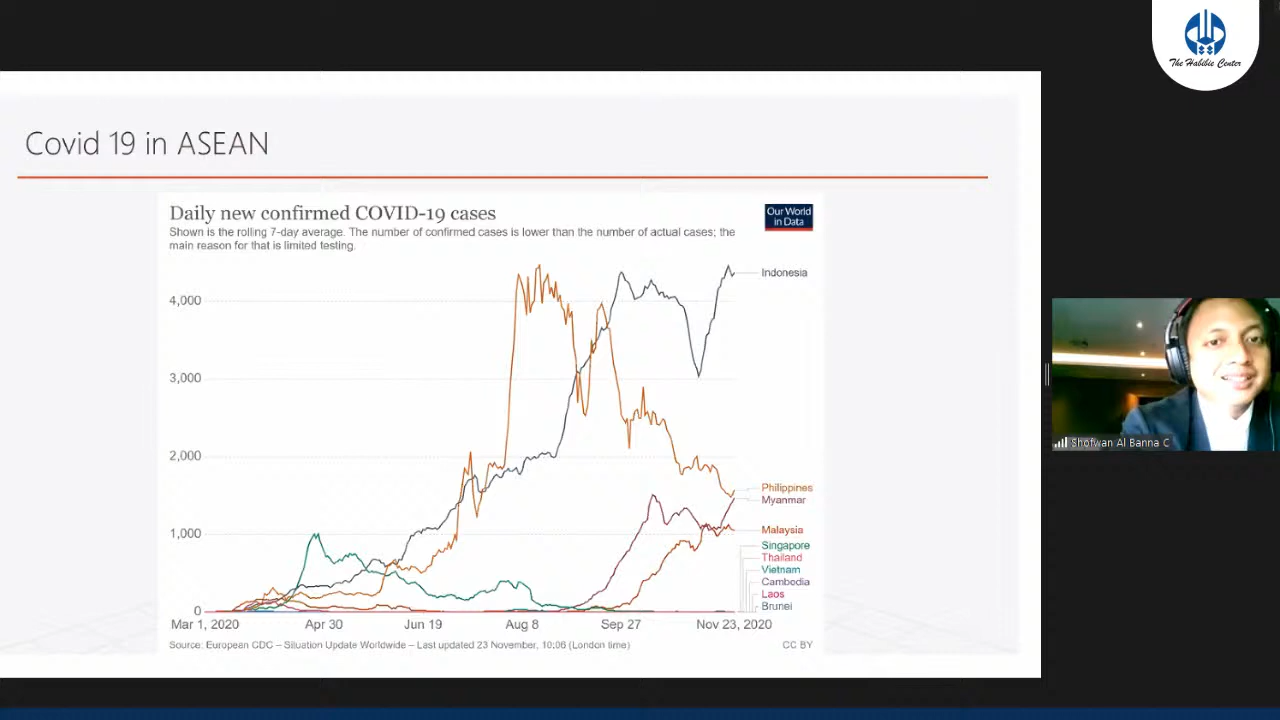 The Habibie Center
Covid 19 in ASEAN
Daily new confirmed COVID-19 cases
Our World
in Data
Shown is the rolling 7-day average. The number of confirmed cases is lower than the number of actual cases; the
main reason for that is limited testing.
Indonesia
4,000
3,000
2,000
Philippines
Myanmar
1,000
Malaysia
Singapore
Thailand
Vietnam
Cambodia
Laos
Brunei
0
Mar 1, 2020 Apr 30 Jun 19 Aug 8 Sep 27 Nov 23, 2020
Source: European CDC – Situation Update Worldwide – Last updated 23 November, 10:06 (London time) CC BY
Shofwan Al Banna C